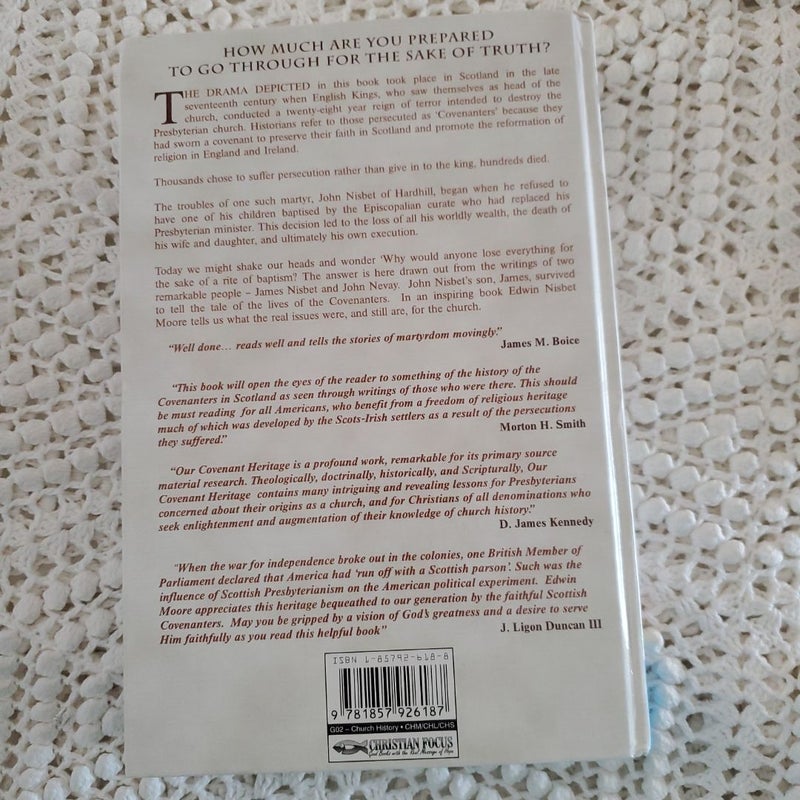 HOW MUCH ARE YOU PREPARED
TO GO THROUGH FOR THE SAKE OF TRUTH?
THE DRAMA DEPICTED in this book took place in Scotland in the late
seventeenth century when English Kings, who saw themselves as head of the
church, conducted a twenty-eight year reign of terror intended to destroy the
Presbyterian church. Historians refer to those persecuted as 'Covenanters' because they
had sworn a covenant to preserve their faith in Scotland and promote the reformation of
religion in England and Ireland.
Thousands chose to suffer persecution rather than give in to the king, hundreds died.
The troubles of one such martyr, John Nisbet of Hardhill, began when he refused to
have one of his children baptised by the Episcopalian curate who had replaced his
Presbyterian minister. This decision led to the loss of all his worldly wealth, the death of
his wife and daughter, and ultimately his own execution.
Today we might shake our heads and wonder 'Why would anyone lose everything for
the sake of a rite of baptism? The answer is here drawn out from the writings of two
remarkable people – James Nisbet and John Nevay. John Nisbet's son, James, survived
to tell the tale of the lives of the Covenanters. In an inspiring book Edwin Nisbet
Moore tells us what the real issues were, and still are, for the church.
"Well done... reads well and tells the stories of martyrdom movingly."
James M. Boice
"This book will open the eyes of the reader to something of the history of the
Covenanters in Scotland as seen through writings of those who were there. This should
be must reading for all Americans, who benefit from a freedom of religious heritage
much of which was developed by the Scots-Irish settlers as a result of the persecutions
they suffered."
Morton H. Smith
"Our Covenant Heritage is a profound work, remarkable for its primary source
material research. Theologically, doctrinally, historically, and Scripturally, Our
Covenant Heritage contains many intriguing and revealing lessons for Presbyterians
concerned about their origins as a church, and for Christians of all denominations who
seek enlightenment and augmentation of their knowledge of church history."
D. James Kennedy
"When the war for independence broke out in the colonies, one British Member of
Parliament declared that America had 'run off with a Scottish parson'. Such was the
influence of Scottish Presbyterianism on the American political experiment. Edwin
Moore appreciates this heritage bequeathed to our generation by the faithful Scottish
Covenanters. May you be gripped by a vision of God's greatness and a desire to serve
Him faithfully as you read this helpful book"
J. Ligon Duncan III
ISBN 1-85792-618-8
9 781857 926187
G02 – Church History • CHM/CHL/CHS
CHRISTIAN FOCUS
Good Books with the Real Message of Hope